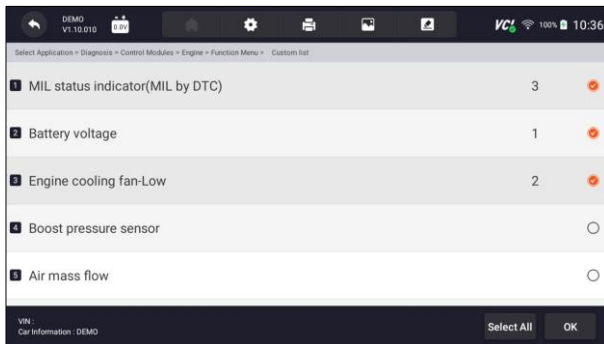 DEMO
V1.10.010
0.0V
VCI 100% 10:36
Select Application > Diagnosis > Control Modules > Engine > Function Menu > Custom list
1 MIL status indicator(MIL by DTC) 3
2 Battery voltage 1
3 Engine cooling fan-Low 2
4 Boost pressure sensor
5 Air mass flow
VIN :
Car Information : DEMO
Select All OK